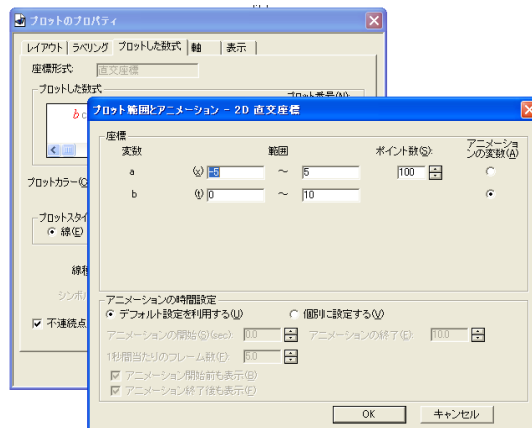 プロットのプロパティ
レイアウト ラベリング プロットした数式 軸 表示
座標形式: 直交座標
プロットした数式
プロット番号(N):
b
プロットカラー(C)
プロットスタイ
線(E)
線種
シンボル
不連続点
プロット範囲とアニメーション - 2D 直交座標
座標
変数 範囲 ポイント数(S): アニメーションの変数(A)
a (x) -5 ～ 5 100
b (t) 0 ～ 10
アニメーションの時間設定
デフォルト設定を利用する(U) 個別に設定する(V)
アニメーションの開始(S)(sec): 0.0 アニメーションの終了(E): 10.0
1秒間当たりのフレーム数(F): 5.0
アニメーション開始前も表示(B)
アニメーション終了後も表示(F)
OK キャンセル